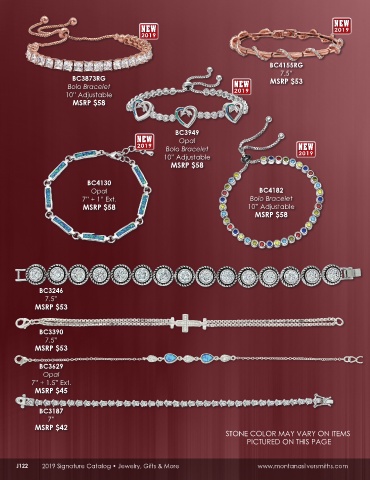 NEW
2019
NEW
2019
BC3873RG
Bolo Bracelet
10" Adjustable
MSRP $58
BC4155RG
7.5"
MSRP $53
NEW
2019
BC3949
Opal
Bolo Bracelet
10" Adjustable
MSRP $58
NEW
2019
NEW
2019
BC4130
Opal
7" + 1" Ext.
MSRP $58
BC4182
Bolo Bracelet
10" Adjustable
MSRP $58
BC3246
7.5"
MSRP $53
BC3390
7.5"
MSRP $53
BC3629
Opal
7" + 1.5" Ext.
MSRP $45
BC3187
7"
MSRP $42
STONE COLOR MAY VARY ON ITEMS
PICTURED ON THIS PAGE
J122 2019 Signature Catalog • Jewelry, Gifts & More www.montanasilversmiths.com